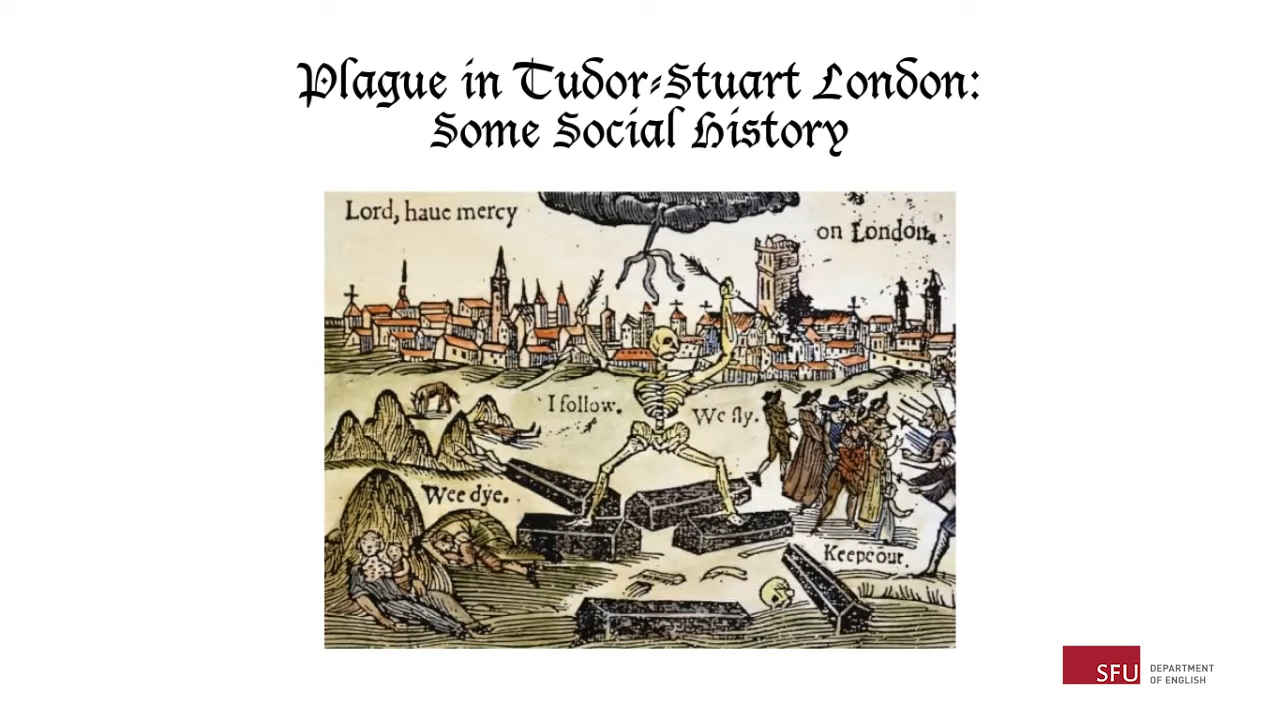 Plague in Tudor-Stuart London:
Some Social History
Lord, haue mercy
on London.
I follow.
We fly.
Wee dye.
Keepe out.
SFU
DEPARTMENT
OF ENGLISH